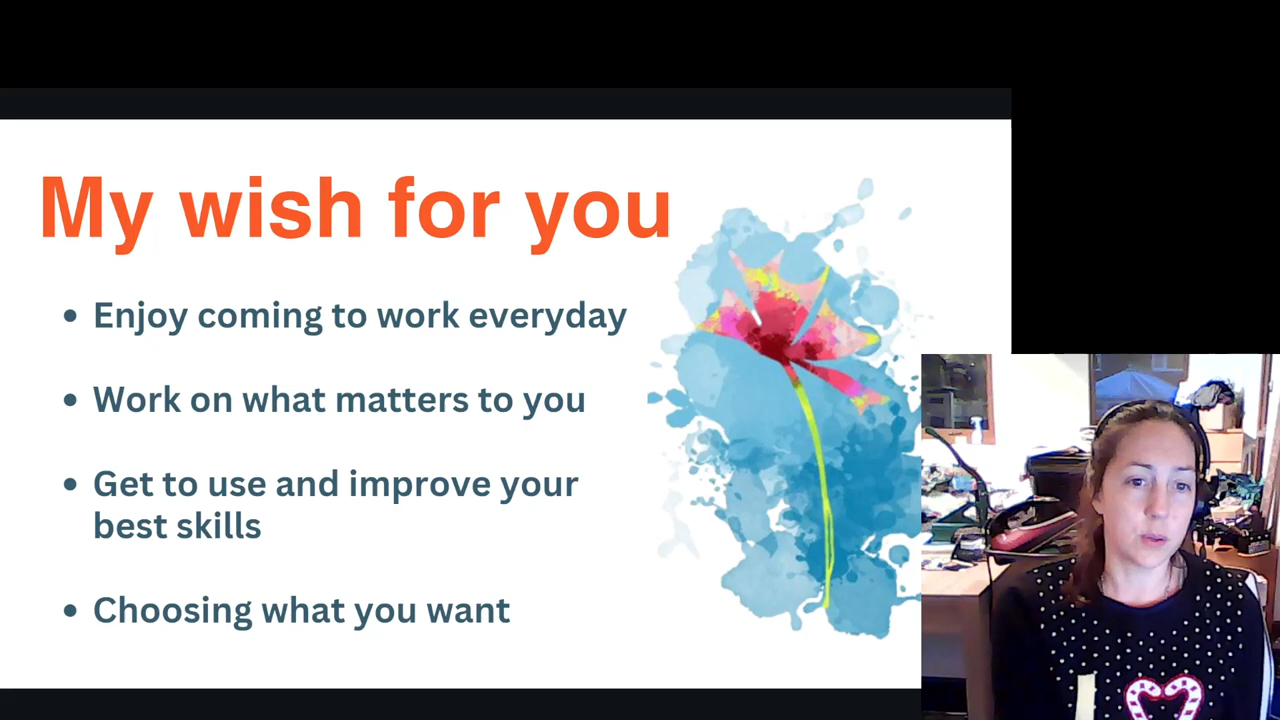 My wish for you
• Enjoy coming to work everyday
• Work on what matters to you
• Get to use and improve your
best skills
• Choosing what you want